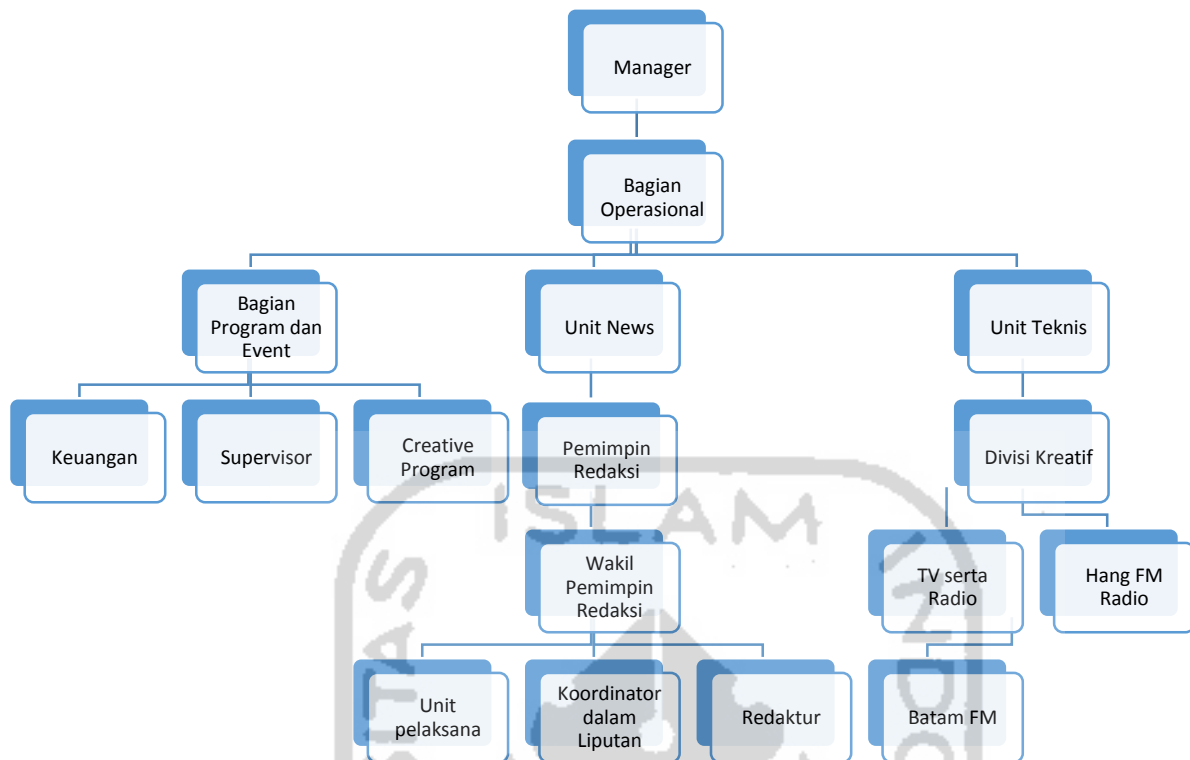 Manager
Bagian
Operasional
Bagian
Program dan
Event
Unit News
Unit Teknis
Keuangan
Supervisor
Creative
Program
Pemimpin
Redaksi
Divisi Kreatif
ISLAM
Wakil
Pemimpin
Redaksi
TV serta
Radio
Hang FM
Radio
Unit
pelaksana
Koordinator
dalam
Liputan
Redaktur
Batam FM